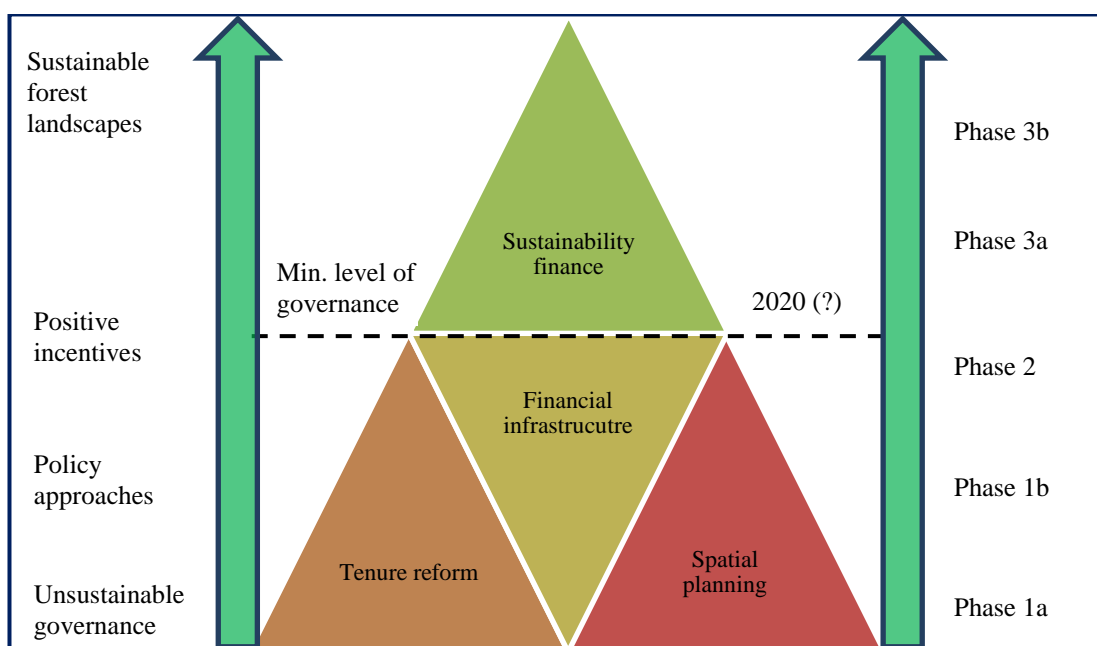 Sustainable
forest
landscapes
Phase 3b
Sustainability
finance
Phase 3a
Min. level of
governance
2020 (?)
Positive
incentives
Phase 2
Financial
infrastrucutre
Policy
approaches
Phase 1b
Tenure reform
Spatial
planning
Unsustainable
governance
Phase 1a